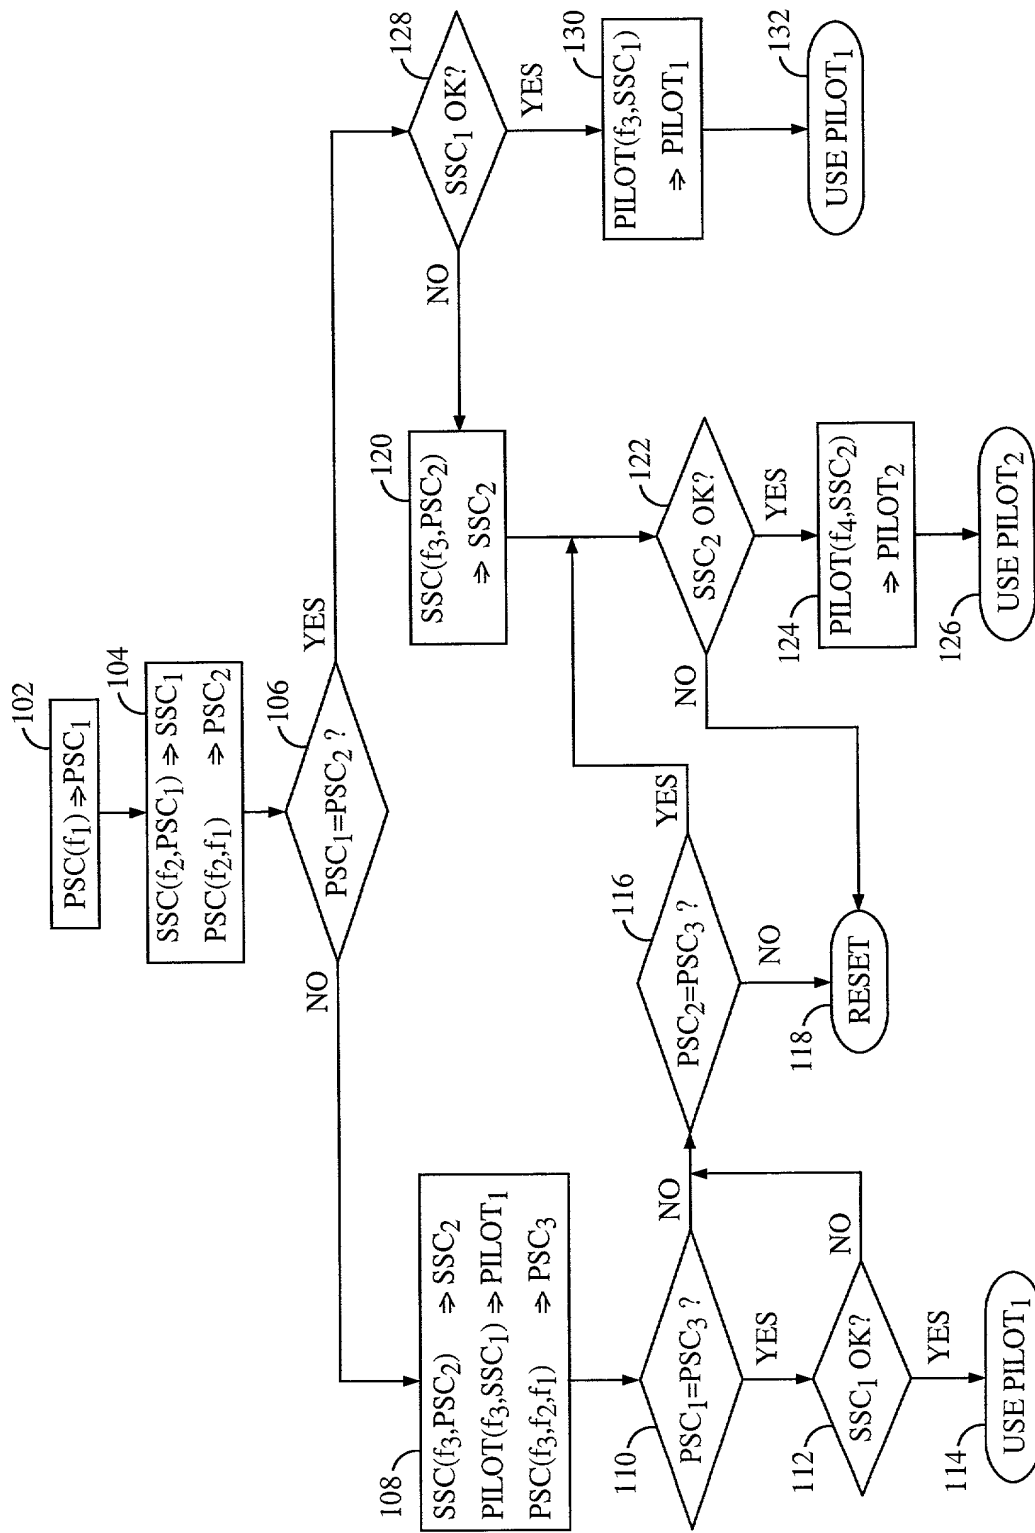 102
PSC(f₁) ⇒ PSC₁
104
SSC(f₂,PSC₁) ⇒ SSC₁
PSC(f₂,f₁) ⇒ PSC₂
106
PSC₁=PSC₂ ?
NO
YES
108
SSC(f₃,PSC₂) ⇒ SSC₂
PILOT(f₃,SSC₁) ⇒ PILOT₁
PSC(f₃,f₂,f₁) ⇒ PSC₃
110
PSC₁=PSC₃ ?
NO
YES
112
SSC₁ OK?
NO
YES
114
USE PILOT₁
116
PSC₂=PSC₃ ?
YES
NO
118
RESET
120
SSC(f₃,PSC₂)
⇒ SSC₂
122
SSC₂ OK?
NO
YES
124
PILOT(f₄,SSC₂)
⇒ PILOT₂
126
USE PILOT₂
128
SSC₁ OK?
NO
YES
130
PILOT(f₃,SSC₁)
⇒ PILOT₁
132
USE PILOT₁